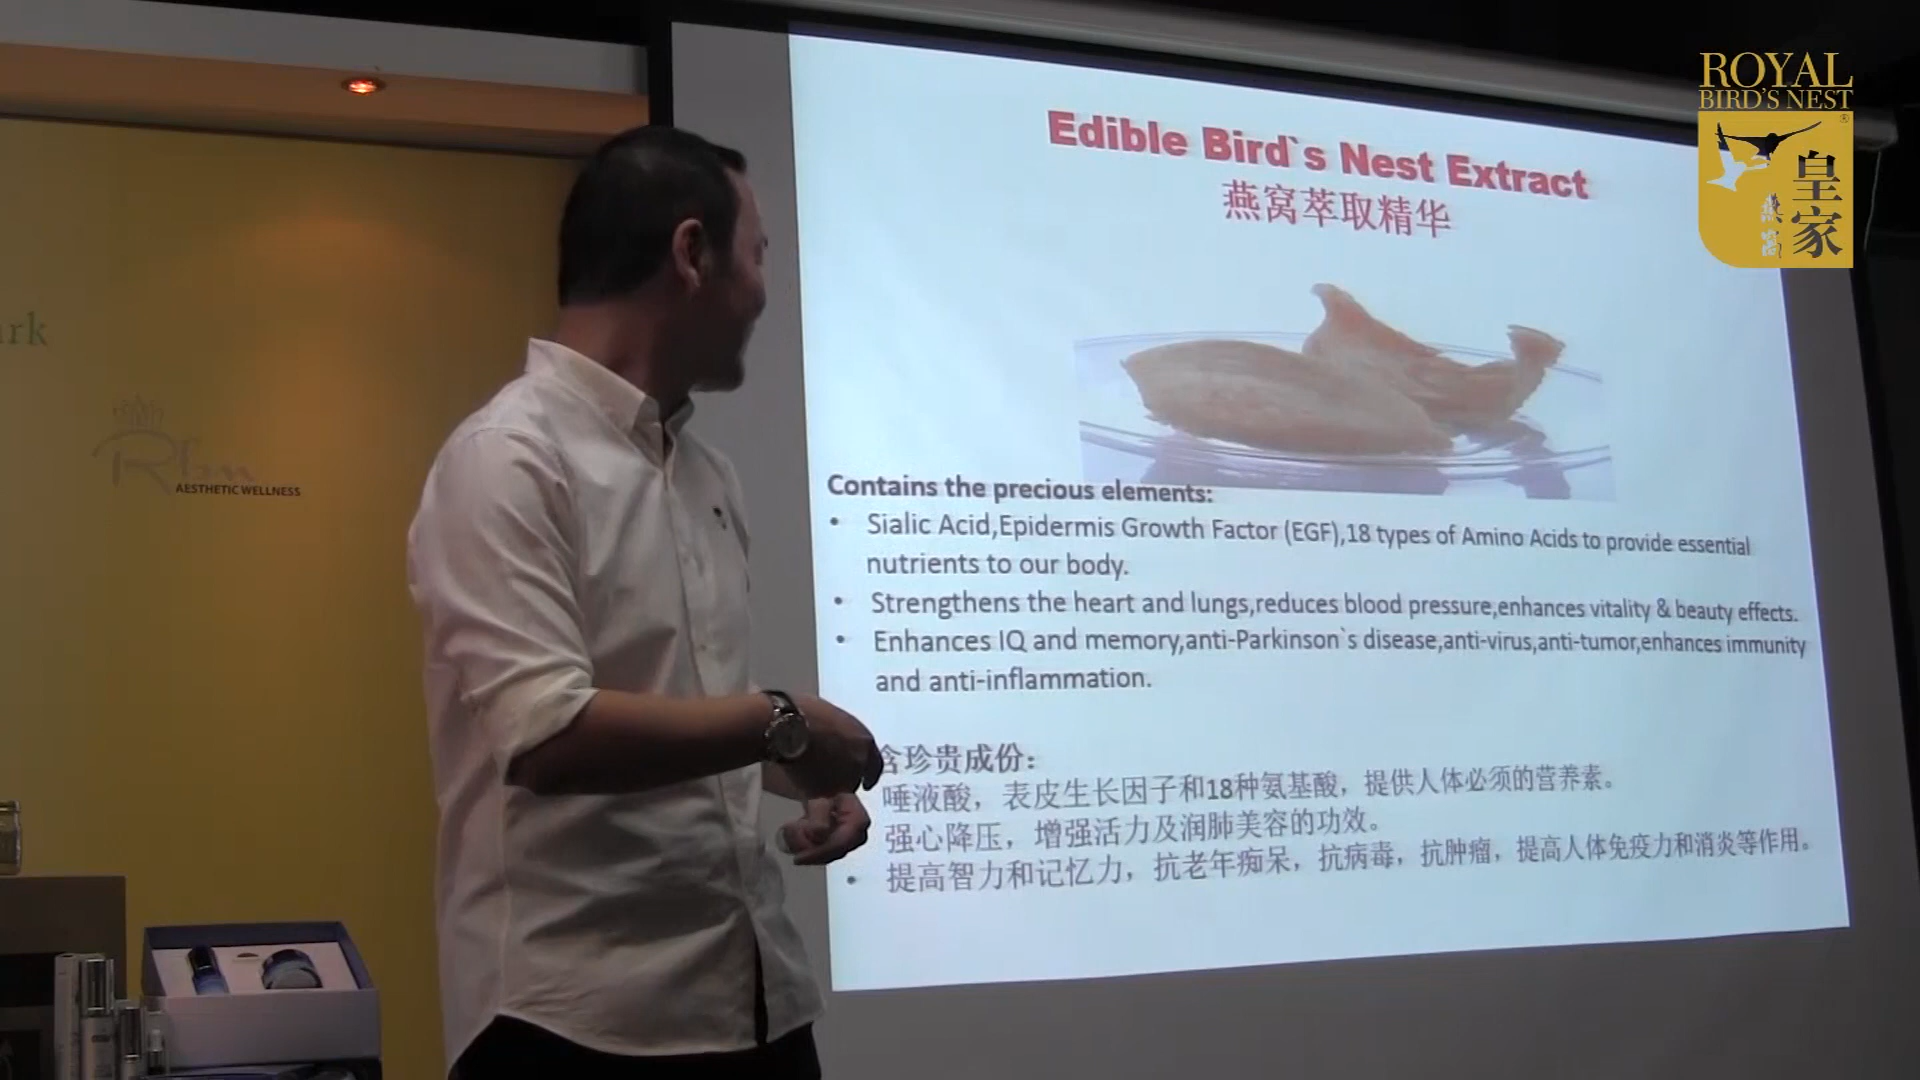 ROYAL
BIRD'S NEST
®
皇家
燕窝
Edible Bird`s Nest Extract
燕窝萃取精华
ark
Rbn
AESTHETIC WELLNESS
Contains the precious elements:
• Sialic Acid,Epidermis Growth Factor (EGF),18 types of Amino Acids to provide essential
nutrients to our body.
• Strengthens the heart and lungs,reduces blood pressure,enhances vitality & beauty effects.
• Enhances IQ and memory,anti-Parkinson`s disease,anti-virus,anti-tumor,enhances immunity
and anti-inflammation.
含珍贵成份：
唾液酸，表皮生长因子和18种氨基酸，提供人体必须的营养素。
强心降压，增强活力及润肺美容的功效。
• 提高智力和记忆力，抗老年痴呆，抗病毒，抗肿瘤，提高人体免疫力和消炎等作用。